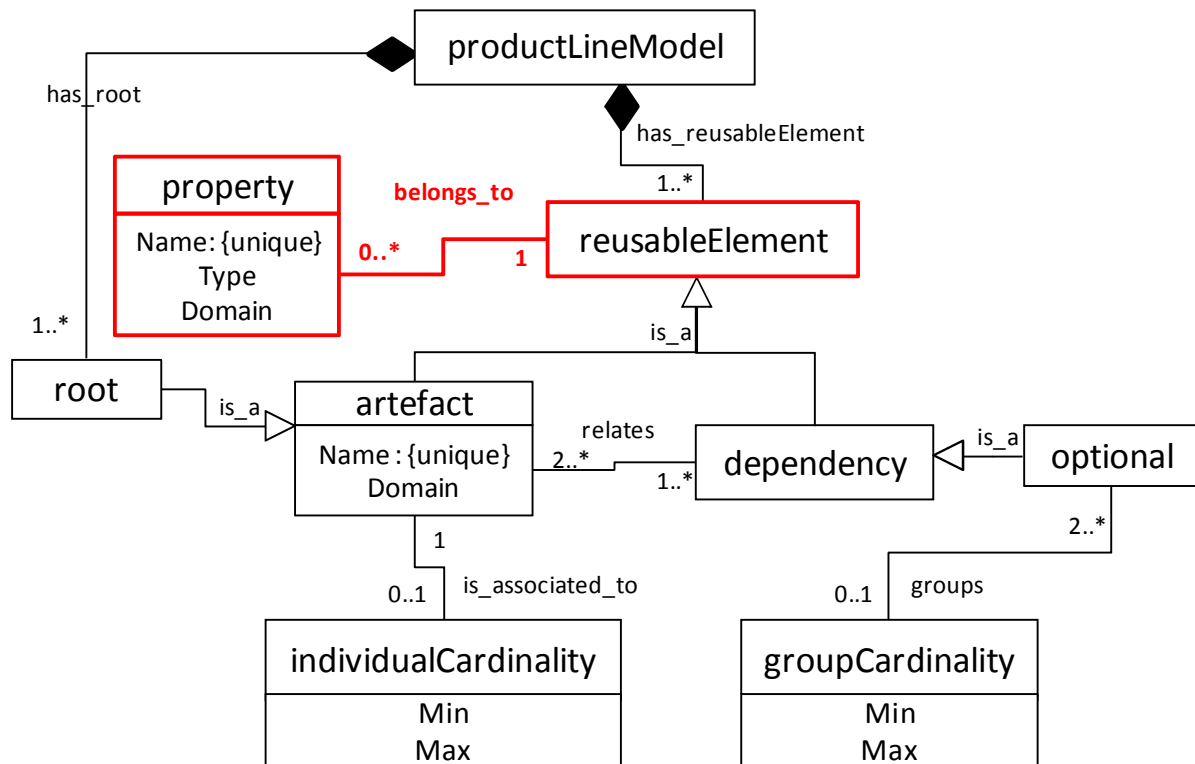 productLineModel
has_root
has_reusableElement
1..*
property
belongs_to
reusableElement
Name: {unique}
Type
Domain
0..*
1
1..*
is_a
root
is_a
artefact
Name : {unique}
Domain
relates
2..*
1..*
dependency
is_a
optional
1
2..*
0..1
is_associated_to
0..1
groups
individualCardinality
Min
Max
groupCardinality
Min
Max